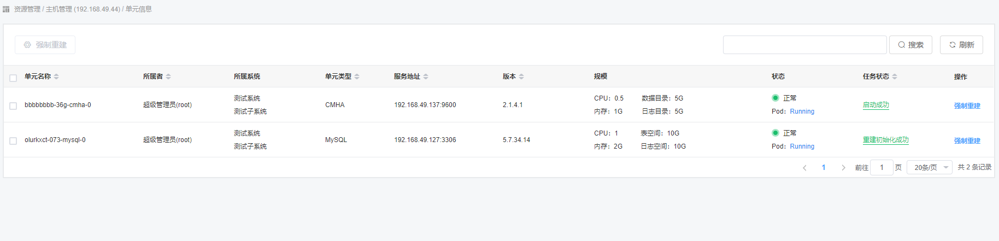 资源管理 / 主机管理 (192.168.49.44) / 单元信息
强制重建
搜索 刷新
单元名称 所属者 所属系统 单元类型 服务地址 版本 规模 状态 任务状态 操作
bbbbbbbb-36g-cmha-0 超级管理员(root) 测试系统 测试子系统 CMHA 192.168.49.137:9600 2.1.4.1 CPU：0.5 数据目录：5G 内存：1G 日志目录：5G 正常 Pod：Running 启动成功 强制重建
olurkxct-073-mysql-0 超级管理员(root) 测试系统 测试子系统 MySQL 192.168.49.127:3306 5.7.34.14 CPU：1 表空间：10G 内存：2G 日志空间：10G 正常 Pod：Running 重建初始化成功 强制重建
1 前往 1 页 20条/页 共 2 条记录